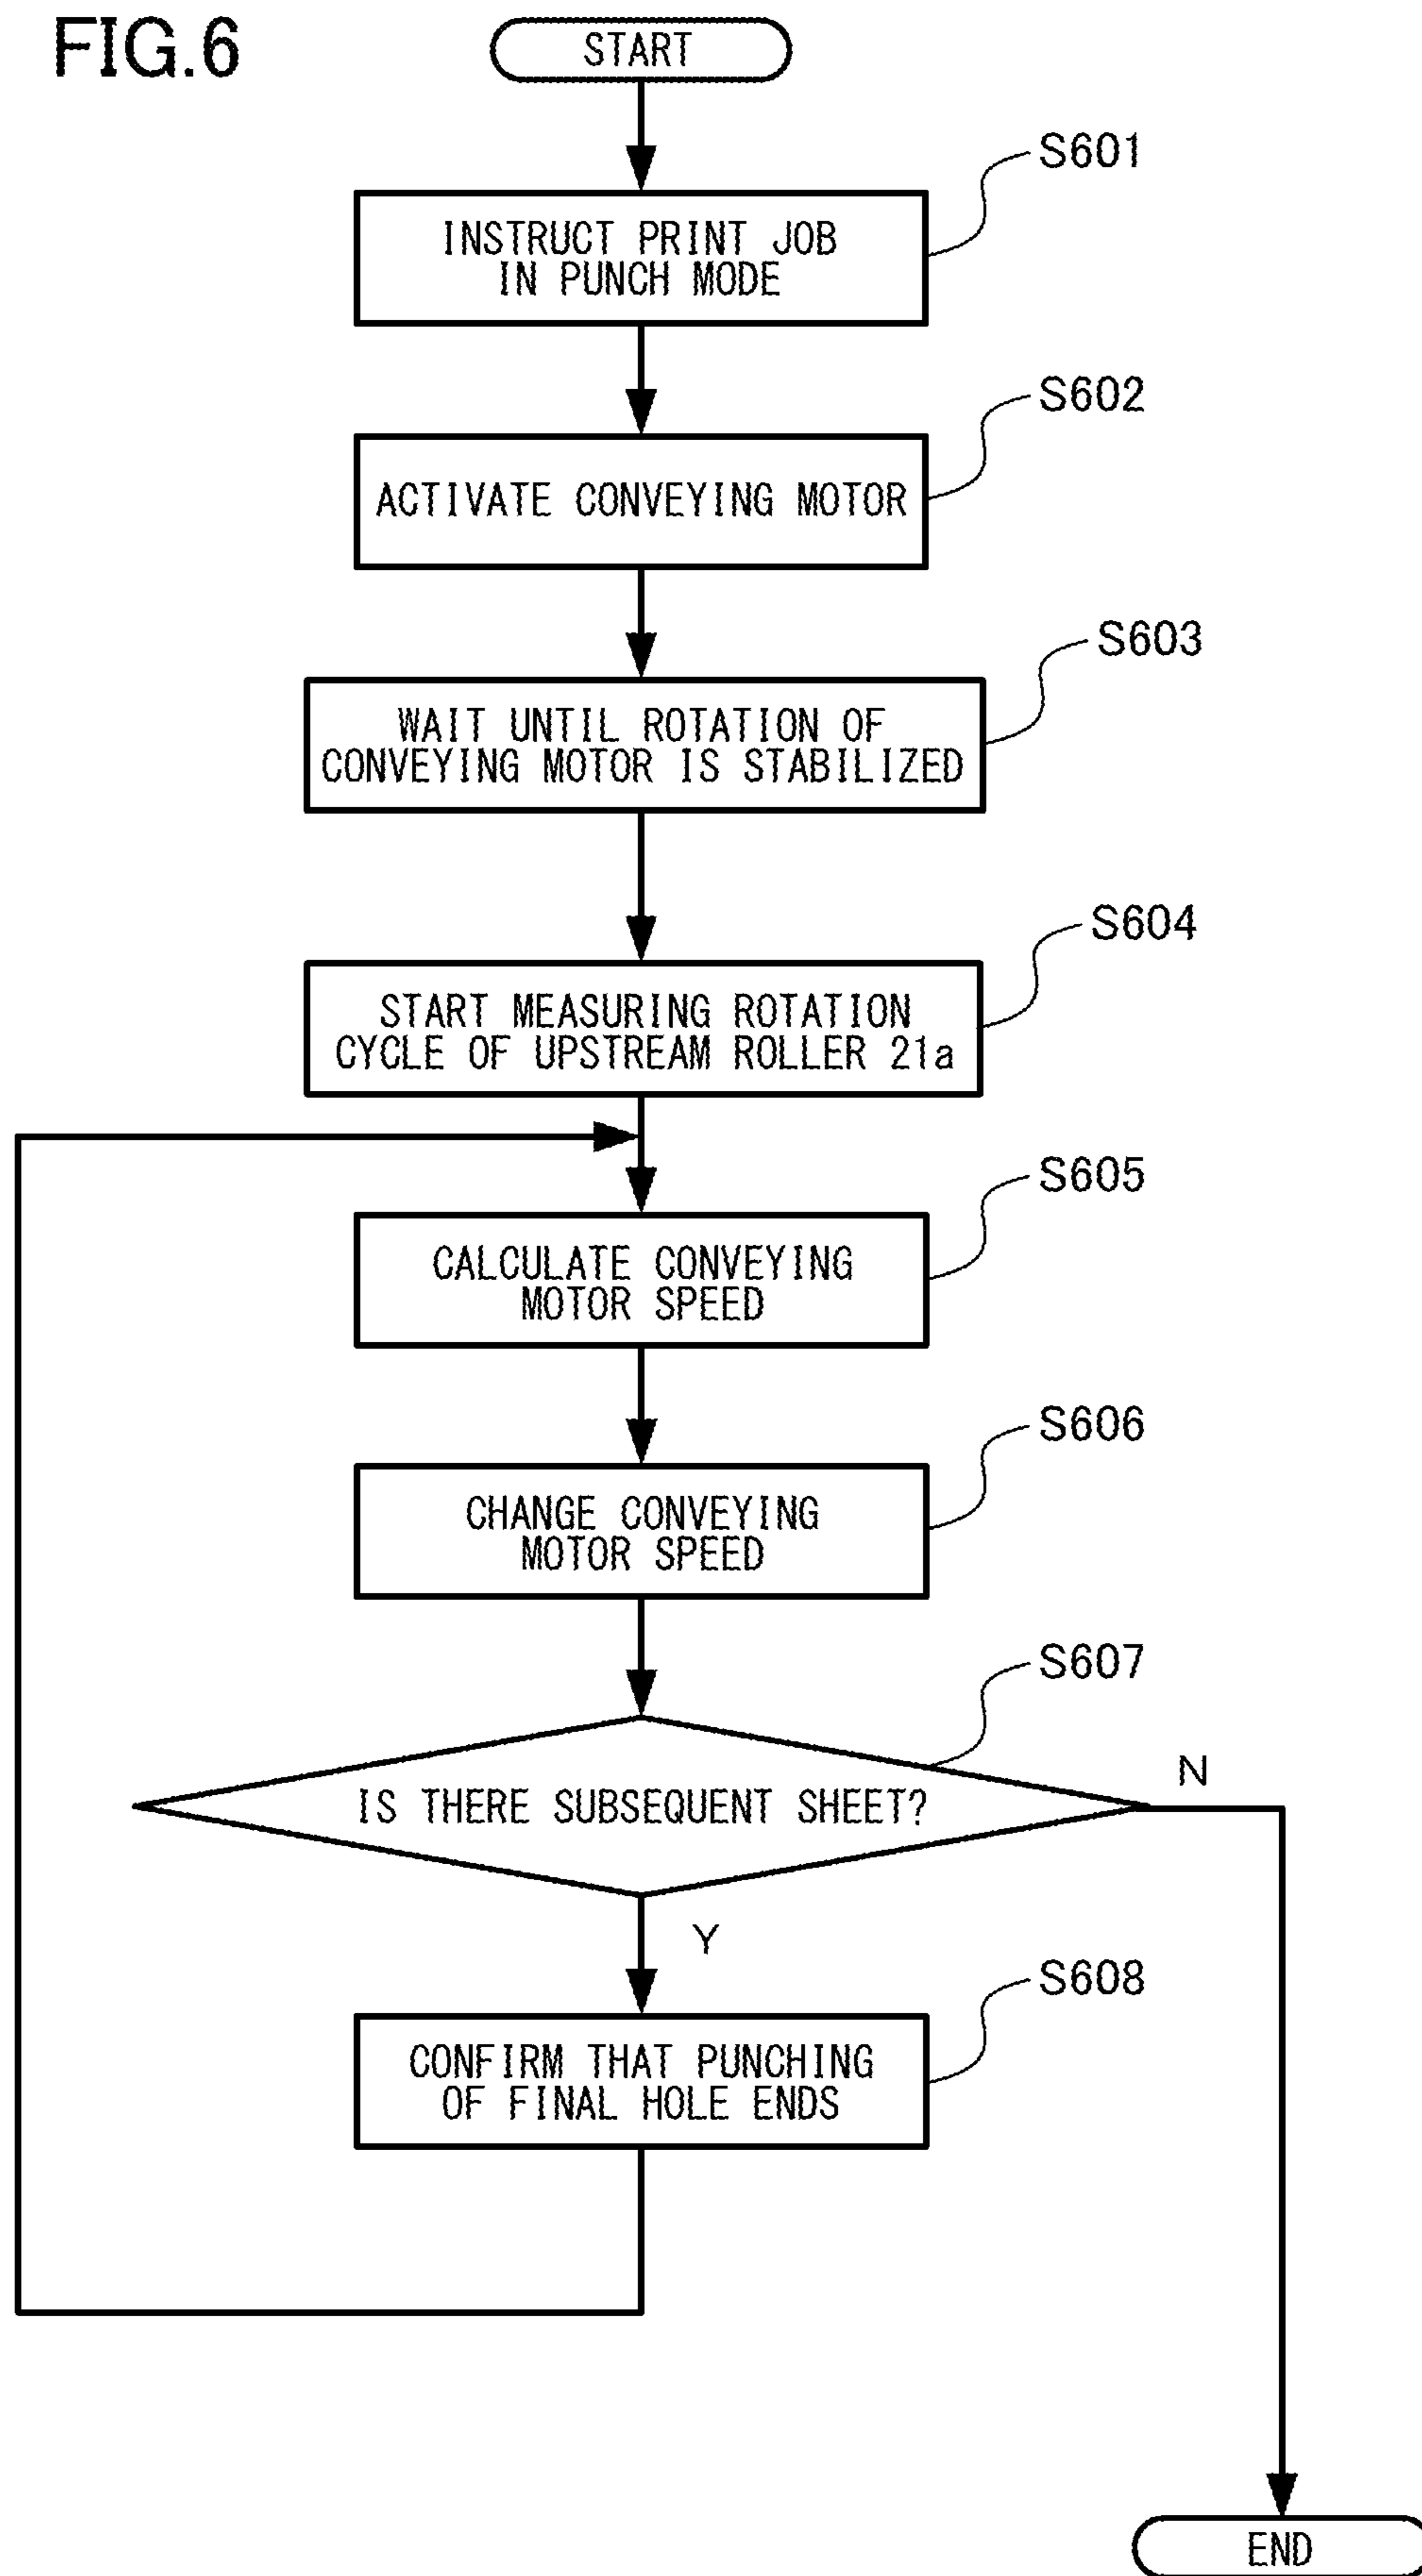 FIG.6
START
S601
INSTRUCT PRINT JOB
IN PUNCH MODE
S602
ACTIVATE CONVEYING MOTOR
S603
WAIT UNTIL ROTATION OF
CONVEYING MOTOR IS STABILIZED
S604
START MEASURING ROTATION
CYCLE OF UPSTREAM ROLLER 21a
S605
CALCULATE CONVEYING
MOTOR SPEED
S606
CHANGE CONVEYING
MOTOR SPEED
S607
IS THERE SUBSEQUENT SHEET?
N
Y
S608
CONFIRM THAT PUNCHING
OF FINAL HOLE ENDS
END